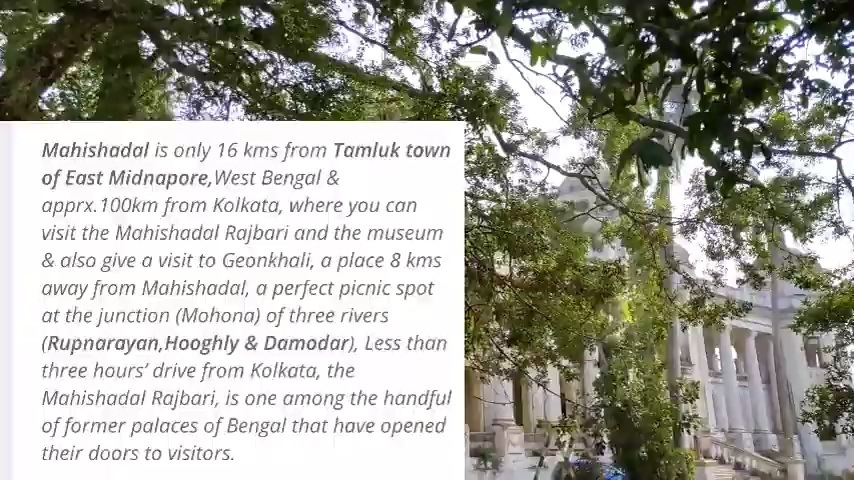 Mahishadal is only 16 kms from Tamluk town
of East Midnapore,West Bengal &
apprx.100km from Kolkata, where you can
visit the Mahishadal Rajbari and the museum
& also give a visit to Geonkhali, a place 8 kms
away from Mahishadal, a perfect picnic spot
at the junction (Mohona) of three rivers
(Rupnarayan,Hooghly & Damodar), Less than
three hours’ drive from Kolkata, the
Mahishadal Rajbari, is one among the handful
of former palaces of Bengal that have opened
their doors to visitors.